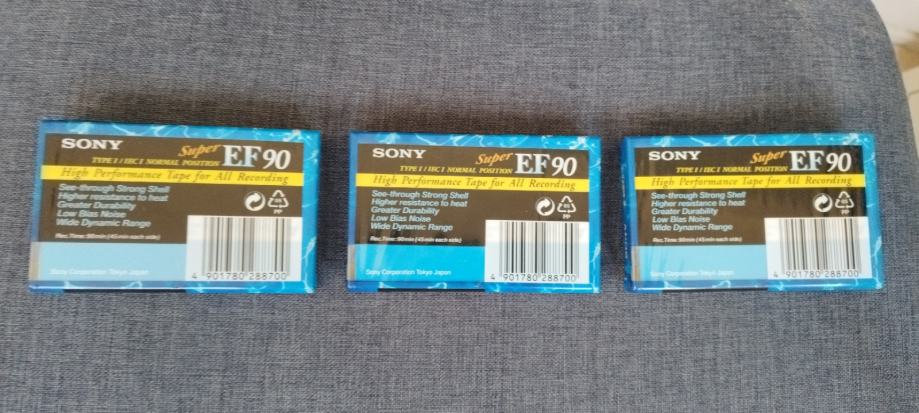 SONY
Super EF90
TYPE I / IEC I NORMAL POSITION
High Performance Tape for All Recording
See-through Strong Shell
Higher resistance to heat
Greater Durability
Low Bias Noise
Wide Dynamic Range
PP
Rec.Time: 90min (45min each side)
Sony Corporation Tokyo Japan
4 901780 288700
SONY
Super EF90
TYPE I / IEC I NORMAL POSITION
High Performance Tape for All Recording
See-through Strong Shell
Higher resistance to heat
Greater Durability
Low Bias Noise
Wide Dynamic Range
PP
Rec.Time: 90min (45min each side)
Sony Corporation Tokyo Japan
4 901780 288700
SONY
Super EF90
TYPE I / IEC I NORMAL POSITION
High Performance Tape for All Recording
See-through Strong Shell
Higher resistance to heat
Greater Durability
Low Bias Noise
Wide Dynamic Range
PP
Rec.Time: 90min (45min each side)
Sony Corporation Tokyo Japan
4 901780 288700